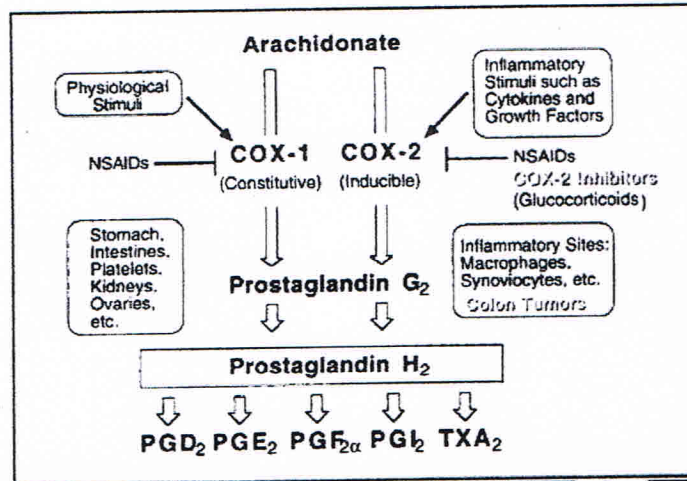 Arachidonate
Physiological
Stimuli
Inflammatory
Stimuli such as
Cytokines and
Growth Factors
NSAIDs
COX-1
(Constitutive)
COX-2
(Inducible)
NSAIDs
COX-2 Inhibitors
(Glucocorticoids)
Stomach,
Intestines.
Platelets.
Kidneys.
Ovaries,
etc.
Inflammatory Sites:
Macrophages.
Synoviocytes, etc.
Colon Tumors
Prostaglandin G₂
Prostaglandin H₂
PGD₂ PGE₂ PGF₂α PGI₂ TXA₂